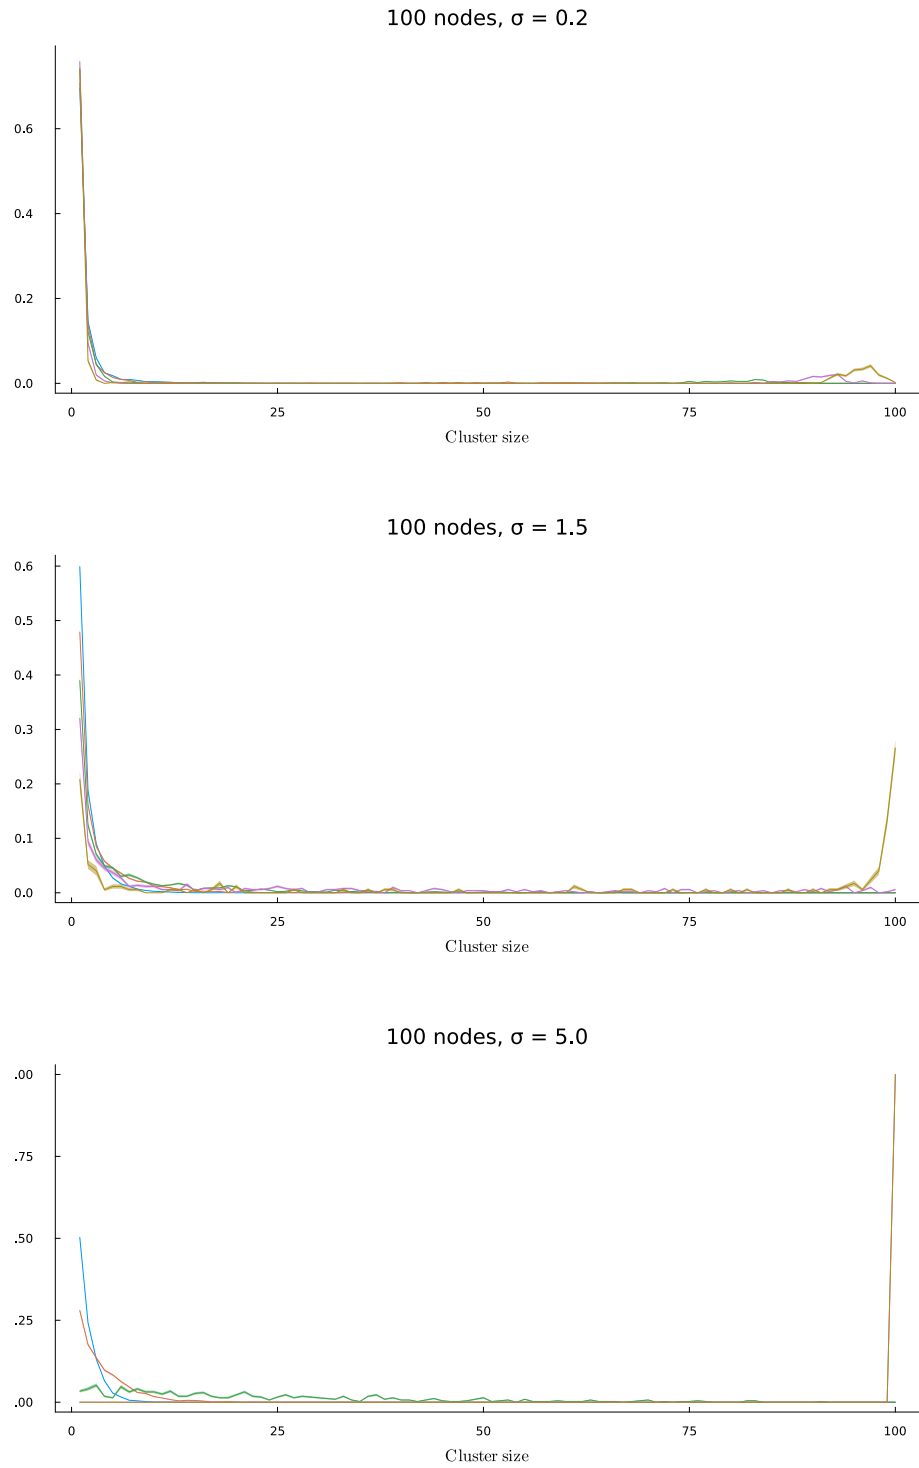 100 nodes, σ = 0.2
0.6
0.4
0.2
0.0
0 25 50 75 100
Cluster size
100 nodes, σ = 1.5
0.6
0.5
0.4
0.3
0.2
0.1
0.0
0 25 50 75 100
Cluster size
100 nodes, σ = 5.0
.00
.75
.50
.25
.00
0 25 50 75 100
Cluster size